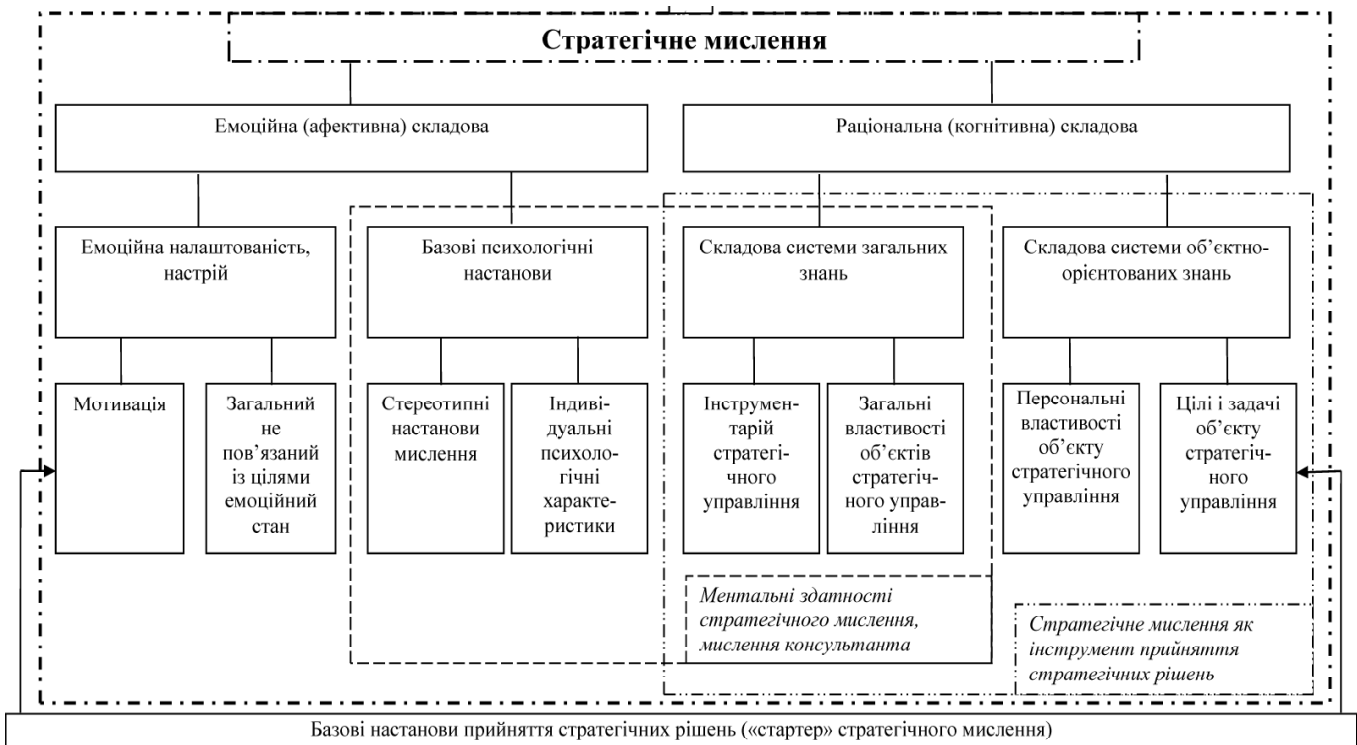 Стратегічне мислення
Емоційна (афективна) складова
Раціональна (когнітивна) складова
Емоційна налаштованість,
настрій
Базові психологічні
настанови
Складова системи загальних
знань
Складова системи об’єктно-
орієнтованих знань
Мотивація
Загальний
не
пов’язаний
із цілями
емоційний
стан
Стереотипні
настанови
мислення
Індиві-
дуальні
психоло-
гічні
характе-
ристики
Інструмен-
тарій
стратегі-
чного
управління
Загальні
властивості
об’єктів
стратегіч-
ного управ-
ління
Персональні
властивості
об’єкту
стратегічного
управління
Цілі і задачі
об’єкту
стратегіч-
ного
управління
Ментальні здатності
стратегічного мислення,
мислення консультанта
Стратегічне мислення як
інструмент прийняття
стратегічних рішень
Базові настанови прийняття стратегічних рішень («стартер» стратегічного мислення)